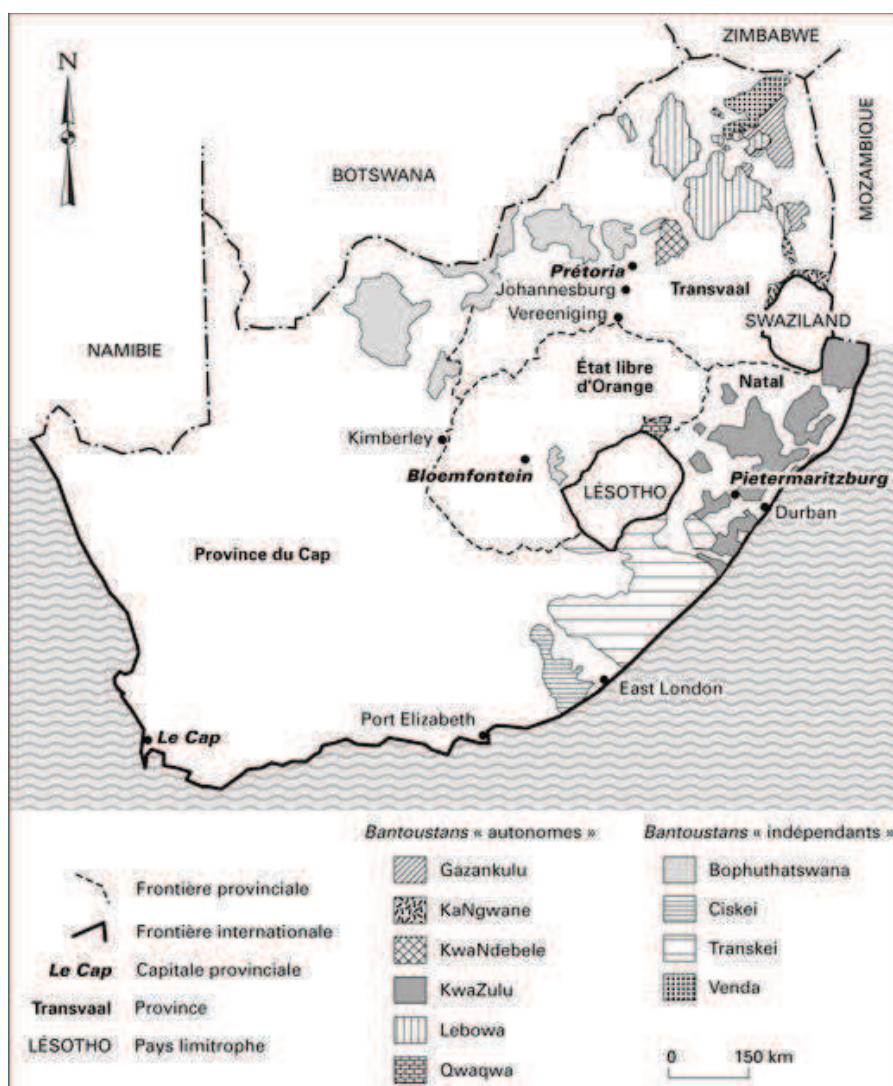 ZIMBABWE
N
MOZAMBIQUE
BOTSWANA
Prétoria
Johannesburg
Transvaal
Vereeniging
SWAZILAND
NAMIBIE
État libre
d'Orange
Natal
Kimberley
Bloemfontein
LÉSOTHO
Pietermaritzburg
Durban
Province du Cap
East London
Port Elizabeth
Le Cap
Frontière provinciale
Frontière internationale
Le Cap Capitale provinciale
Transvaal Province
LÉSOTHO Pays limitrophe
Bantoustans « autonomes »
Gazankulu
KaNgwane
KwaNdebele
KwaZulu
Lebowa
Qwaqwa
Bantoustans « indépendants »
Bophuthatswana
Ciskei
Transkei
Venda
0 150 km